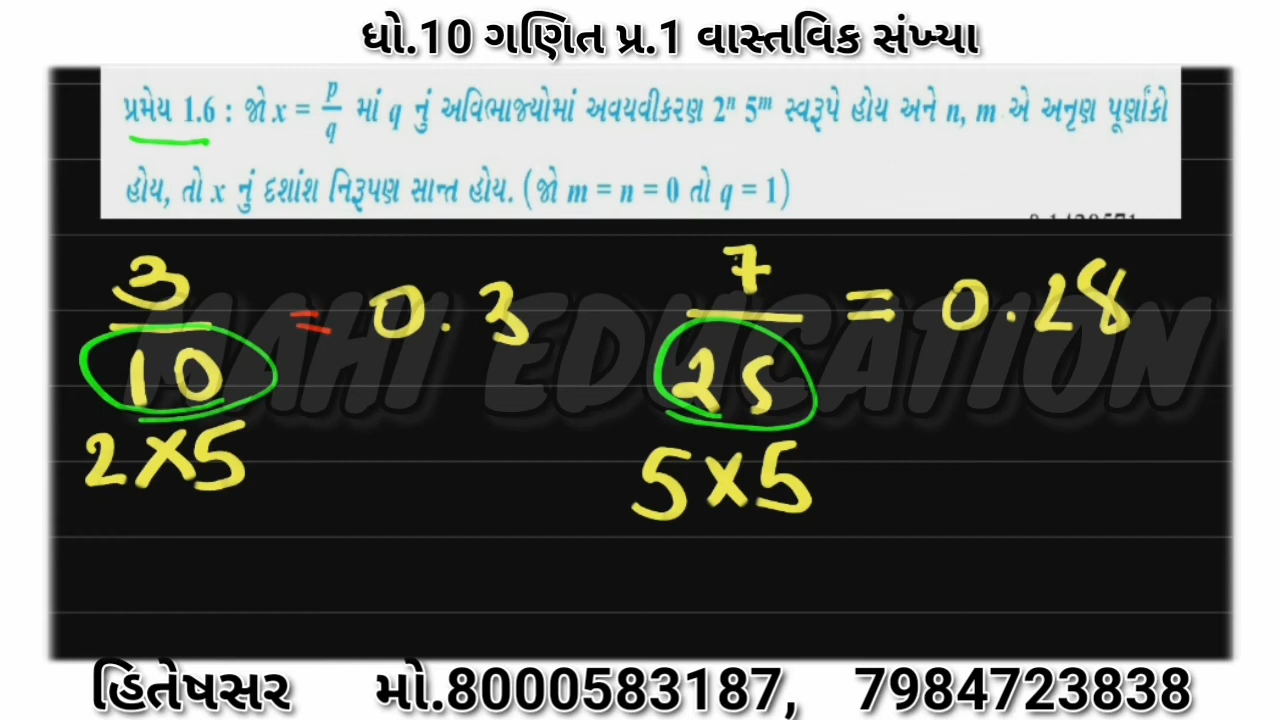 ધો.10 ગણિત પ્ર.1 વાસ્તવિક સંખ્યા
પ્રમેય 1.6 : જો x = p/q માં q નું અવિભાજ્યોમાં અવયવીકરણ 2ⁿ 5ᵐ સ્વરૂપે હોય અને n, m એ અનૃણ પૂર્ણાંકો
હોય, તો x નું દશાંશ નિરૂપણ સાન્ત હોય. (જો m = n = 0 તો q = 1)
3/10 = 0.3 7/25 = 0.28
MAHI EDUCATION
2×5 5×5
હિતેષસર મો.8000583187, 7984723838